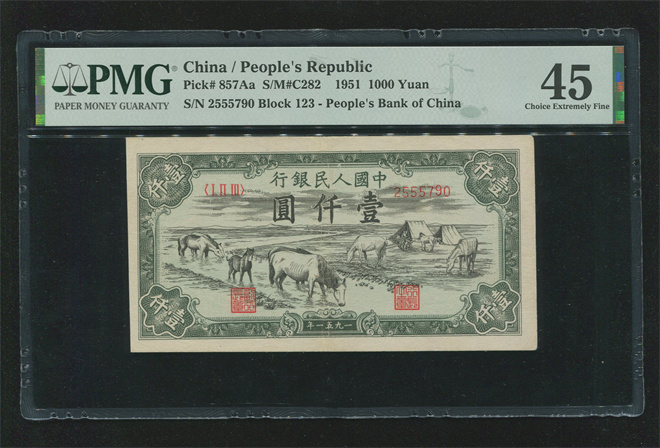 PMG
PAPER MONEY GUARANTY
China / People's Republic
Pick# 857Aa S/M#C282 1951 1000 Yuan
S/N 2555790 Block 123 - People's Bank of China
45
Choice Extremely Fine
行銀民人國中
〈I II III〉
2555790
圓仟壹
壹仟
壹仟
壹仟
壹仟
年一五九一